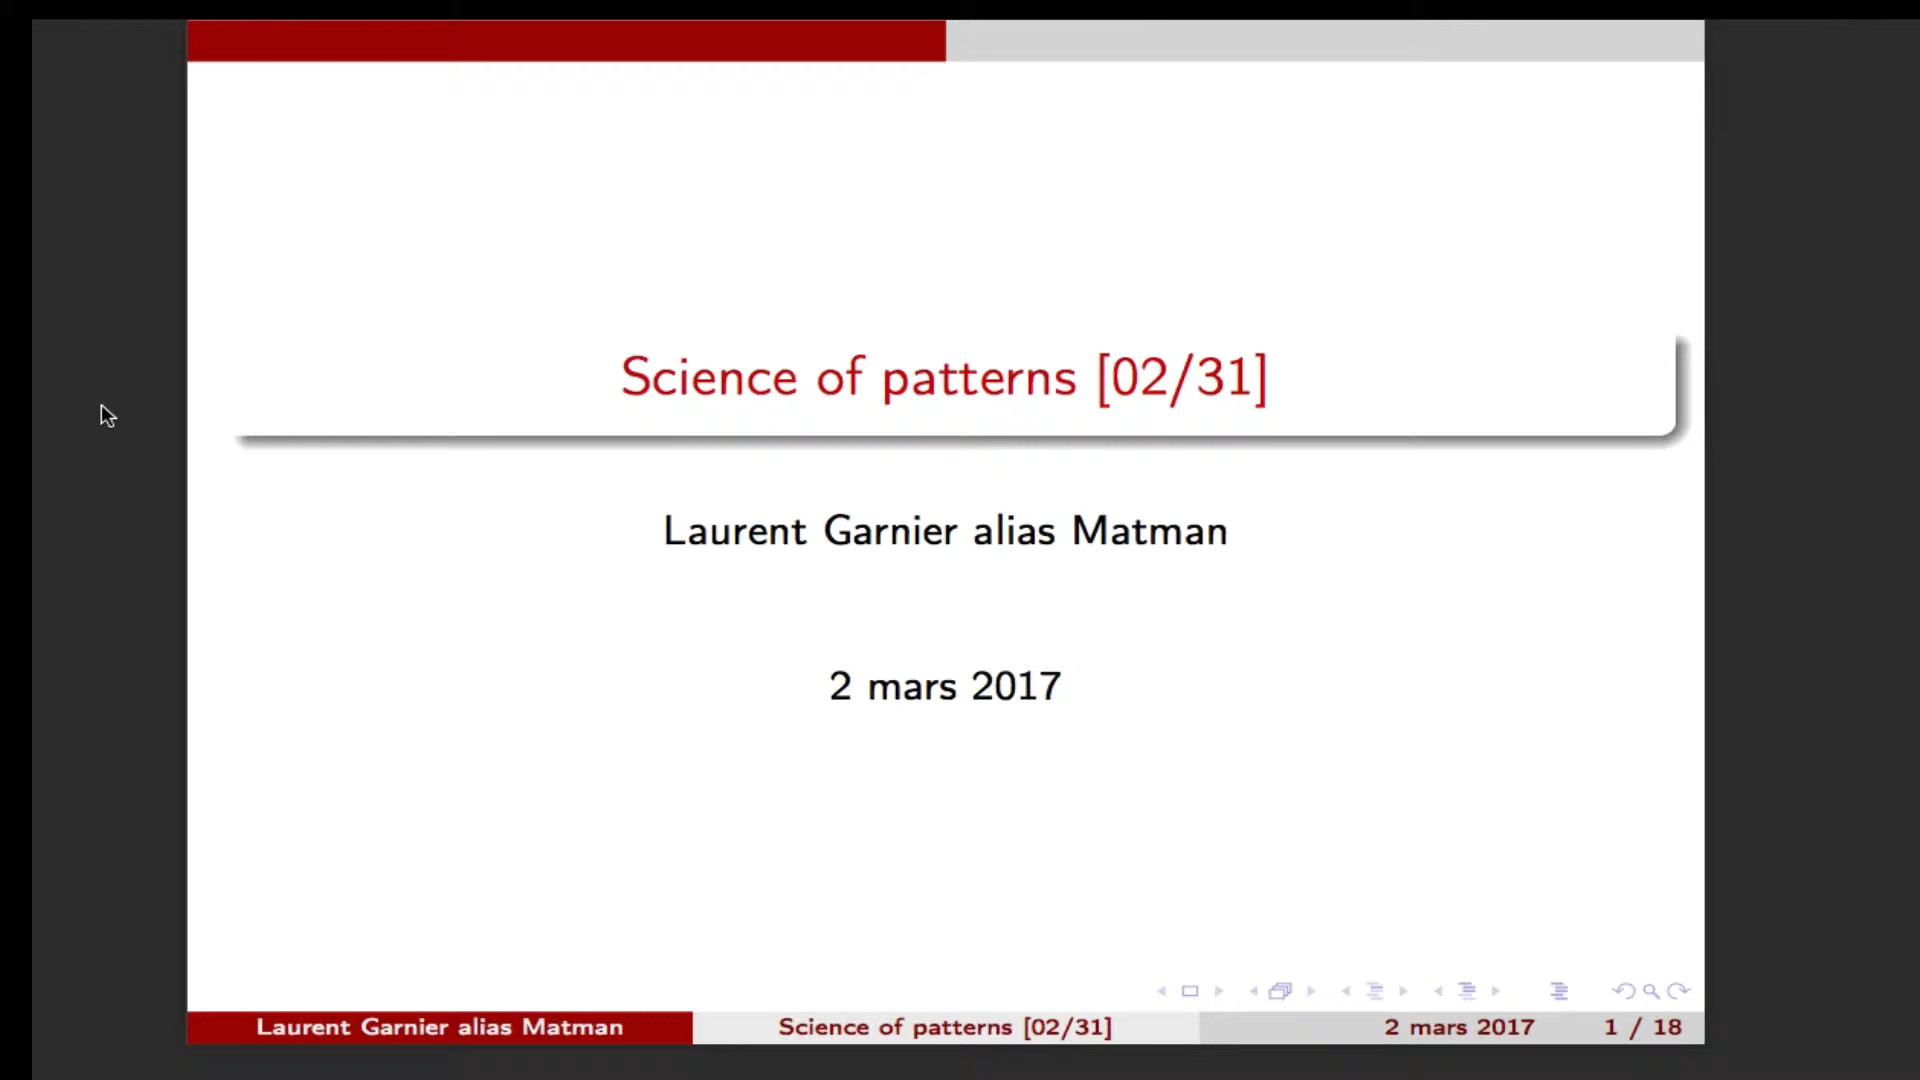 Science of patterns [02/31]
Laurent Garnier alias Matman
2 mars 2017
Laurent Garnier alias Matman
Science of patterns [02/31]
2 mars 2017
1 / 18